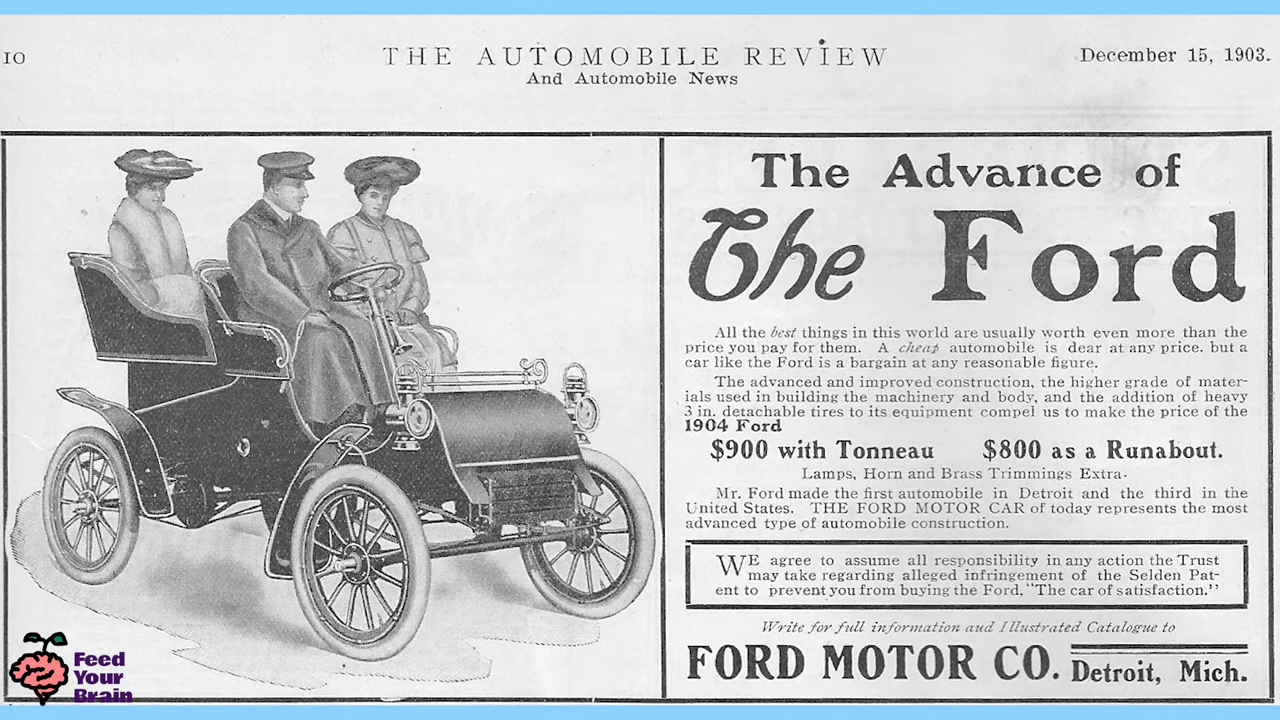 10
THE AUTOMOBILE REVIEW
December 15, 1903.
And Automobile News
The Advance of
The Ford
All the best things in this world are usually worth even more than the
price you pay for them. A cheap automobile is dear at any price. but a
car like the Ford is a bargain at any reasonable figure.
The advanced and improved construction, the higher grade of mater-
ials used in building the machinery and body, and the addition of heavy
3 in. detachable tires to its equipment compel us to make the price of the
1904 Ford
$900 with Tonneau $800 as a Runabout.
Lamps, Horn and Brass Trimmings Extra.
Mr. Ford made the first automobile in Detroit and the third in the
United States. THE FORD MOTOR CAR of today represents the most
advanced type of automobile construction.
WE agree to assume all responsibility in any action the Trust
may take regarding alleged infringement of the Selden Pat-
ent to prevent you from buying the Ford, "The car of satisfaction."
Write for full information and Illustrated Catalogue to
FORD MOTOR CO. Detroit, Mich.
Feed
Your
Brain